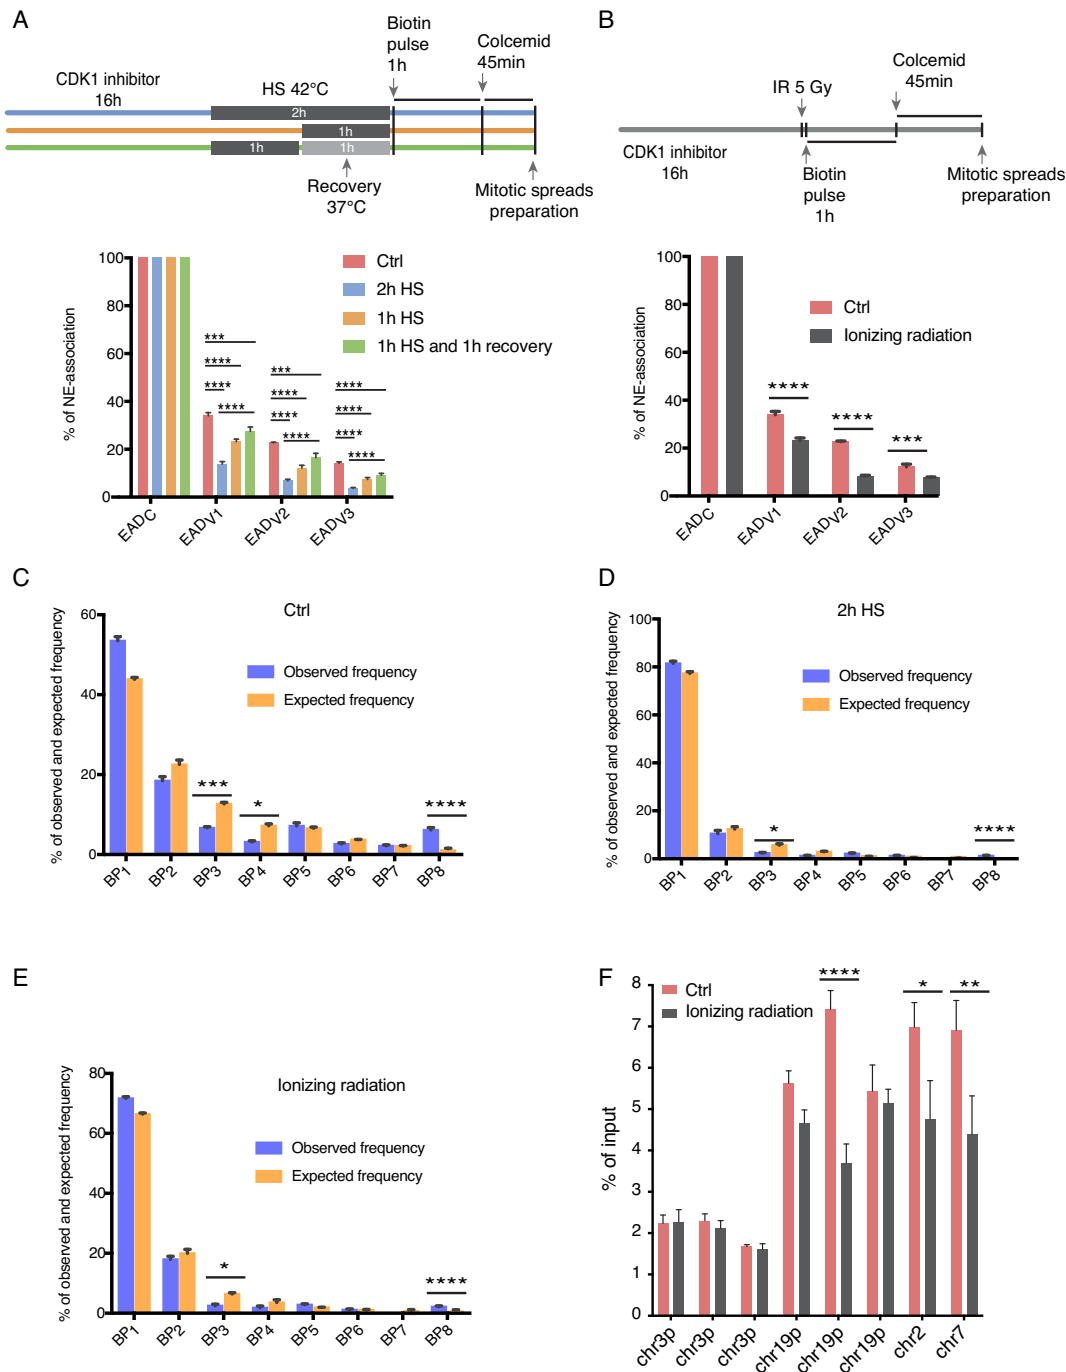 A
Biotin
pulse
1h
Colcemid
45min
CDK1 inhibitor
16h
HS 42°C
2h
1h
1h
1h
Recovery
37°C
Mitotic spreads
preparation
% of NE-association
100
80
60
40
20
0
Ctrl
2h HS
1h HS
1h HS and 1h recovery
***
****
****
****
***
****
****
****
****
****
****
****
EADC
EADV1
EADV2
EADV3
B
IR 5 Gy
Colcemid
45min
CDK1 inhibitor
16h
Biotin
pulse
1h
Mitotic spreads
preparation
% of NE-association
100
80
60
40
20
0
Ctrl
Ionizing radiation
****
****
***
EADC
EADV1
EADV2
EADV3
C
Ctrl
% of observed and expected frequency
60
40
20
0
Observed frequency
Expected frequency
***
*
****
BP1
BP2
BP3
BP4
BP5
BP6
BP7
BP8
D
2h HS
% of observed and expected frequency
100
80
60
40
20
0
Observed frequency
Expected frequency
*
****
BP1
BP2
BP3
BP4
BP5
BP6
BP7
BP8
E
Ionizing radiation
% of observed and expected frequency
80
60
40
20
0
Observed frequency
Expected frequency
*
****
BP1
BP2
BP3
BP4
BP5
BP6
BP7
BP8
F
% of input
8
7
6
5
4
3
2
1
0
Ctrl
Ionizing radiation
****
*
**
chr3p
chr3p
chr3p
chr19p
chr19p
chr19p
chr2
chr7